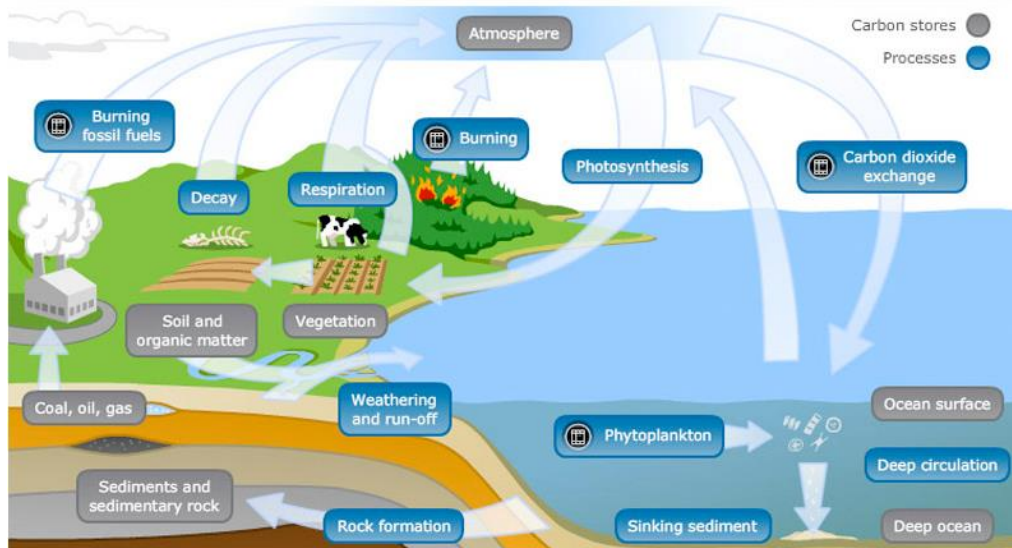 Atmosphere
Carbon stores
Processes
Burning
fossil fuels
Burning
Photosynthesis
Carbon dioxide
exchange
Decay
Respiration
Soil and
organic matter
Vegetation
Coal, oil, gas
Weathering
and run-off
Ocean surface
Phytoplankton
Deep circulation
Sediments and
sedimentary rock
Rock formation
Sinking sediment
Deep ocean